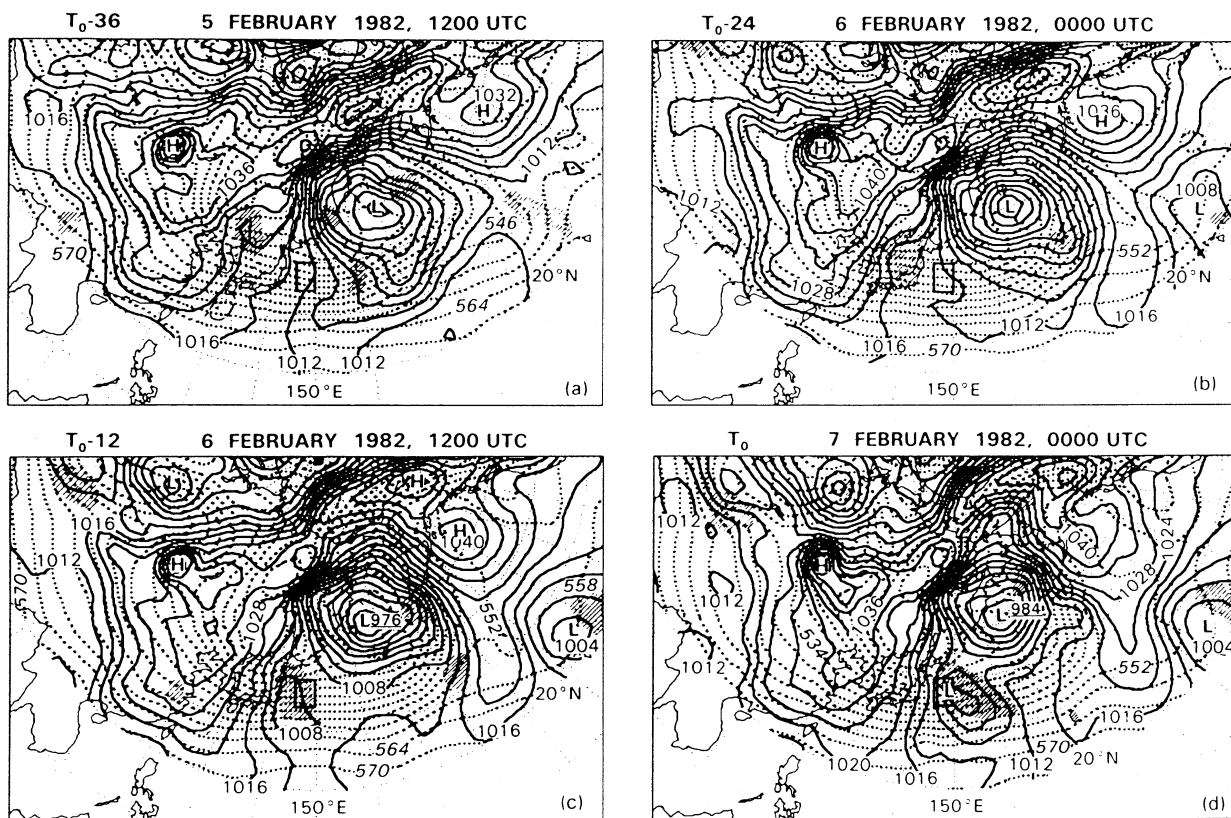 T₀-36 5 FEBRUARY 1982, 1200 UTC
1016
H
1036
570
1032
H
1012
L
546
20°N
564
1016
1012
1012
150°E
(a)
T₀-24 6 FEBRUARY 1982, 0000 UTC
1012
H
1040
1036
H
1008
L
L
552
20°N
1028
1016
1012
1016
570
150°E
(b)
T₀-12 6 FEBRUARY 1982, 1200 UTC
L
H
1016
H
1040
1012
570
H
558
1028
L976
552
L
1004
1008
20°N
1008
1016
564
570
1016
150°E
(c)
T₀ 7 FEBRUARY 1982, 0000 UTC
1012
1024
1040
H
1028
1012
1036
534
984
L
L
1004
1012
552
L
20°N
1016
570
1012
1020
1016
150°E
(d)